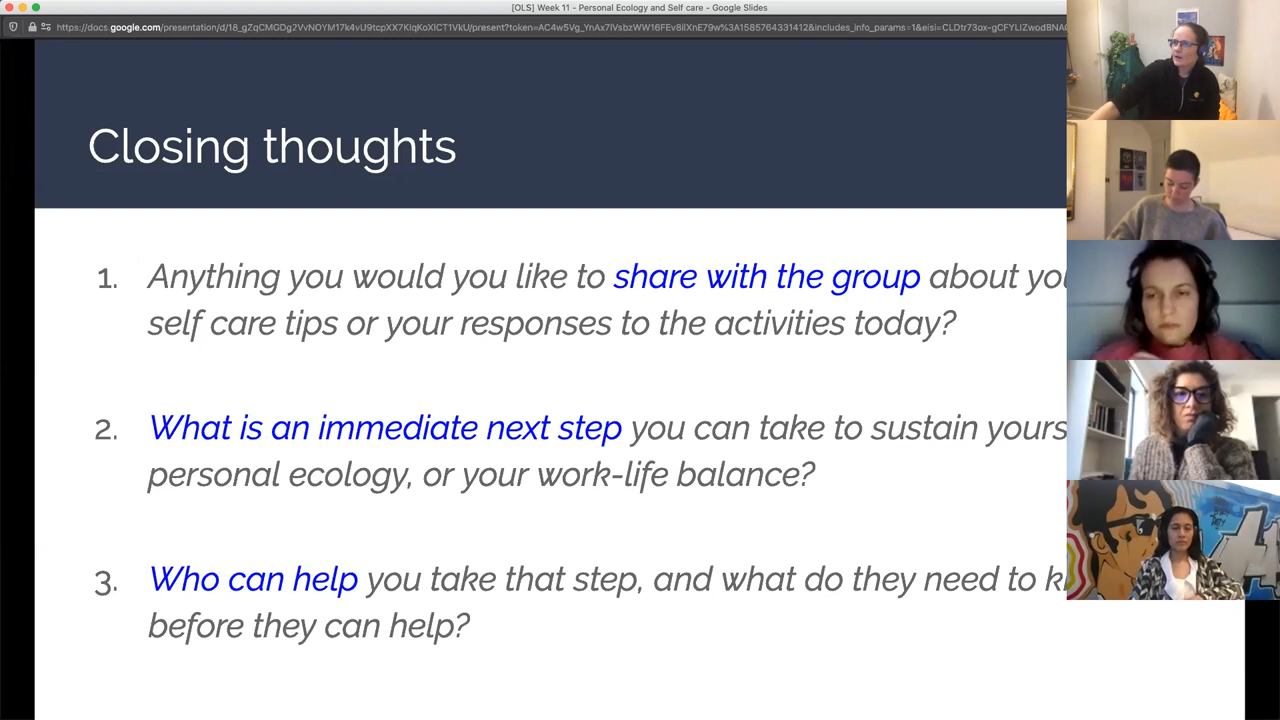 [OLS] Week 11 - Personal Ecology and Self care - Google Slides
Closing thoughts
1. Anything you would you like to share with the group about
self care tips or your responses to the activities today?
2. What is an immediate next step you can take to sustain
personal ecology, or your work-life balance?
3. Who can help you take that step, and what do they need to
before they can help?